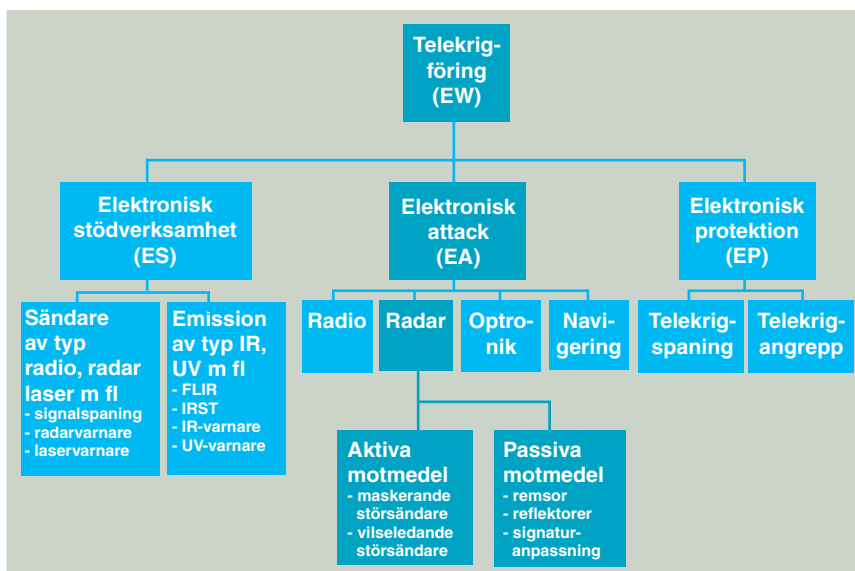 Telekrig-
föring
(EW)
Elektronisk
stödverksamhet
(ES)
Elektronisk
attack
(EA)
Elektronisk
protektion
(EP)
Sändare
av typ
radio, radar
laser m fl
- signalspaning
- radarvarnare
- laservarnare
Emission
av typ IR,
UV m fl
- FLIR
- IRST
- IR-varnare
- UV-varnare
Radio
Radar
Optro-
nik
Navi-
gering
Telekrig-
spaning
Telekrig-
angrepp
Aktiva
motmedel
- maskerande
störsändare
- vilseledande
störsändare
Passiva
motmedel
- remsor
- reflektorer
- signatur-
anpassning